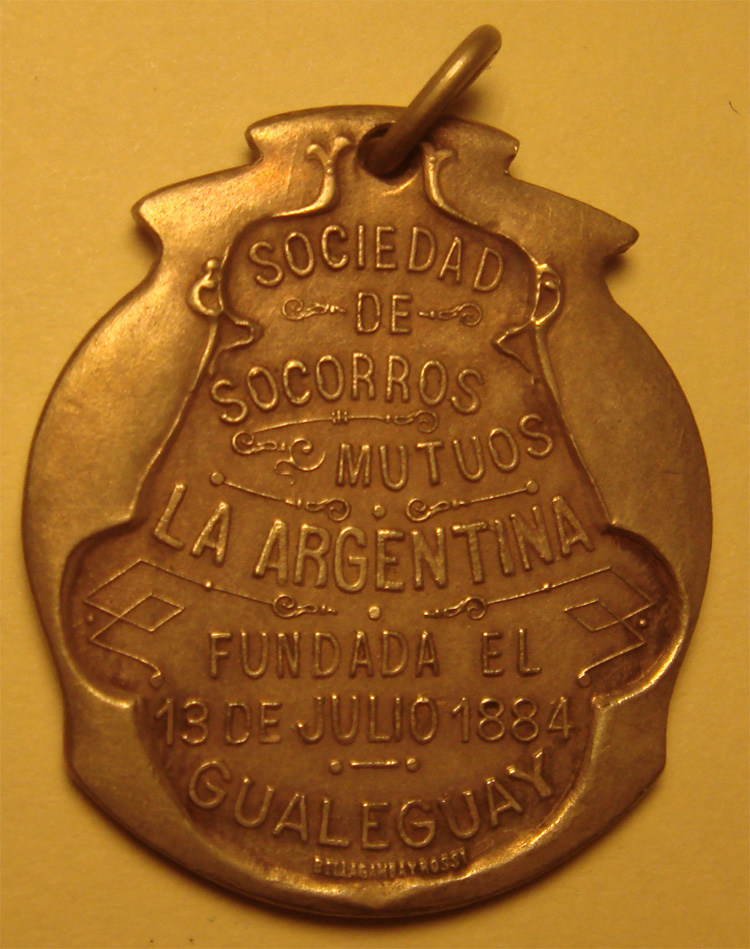 SOCIEDAD
DE
SOCORROS
MUTUOS
LA ARGENTINA
FUNDADA EL
13 DE JULIO 1884
GUALEGUAY